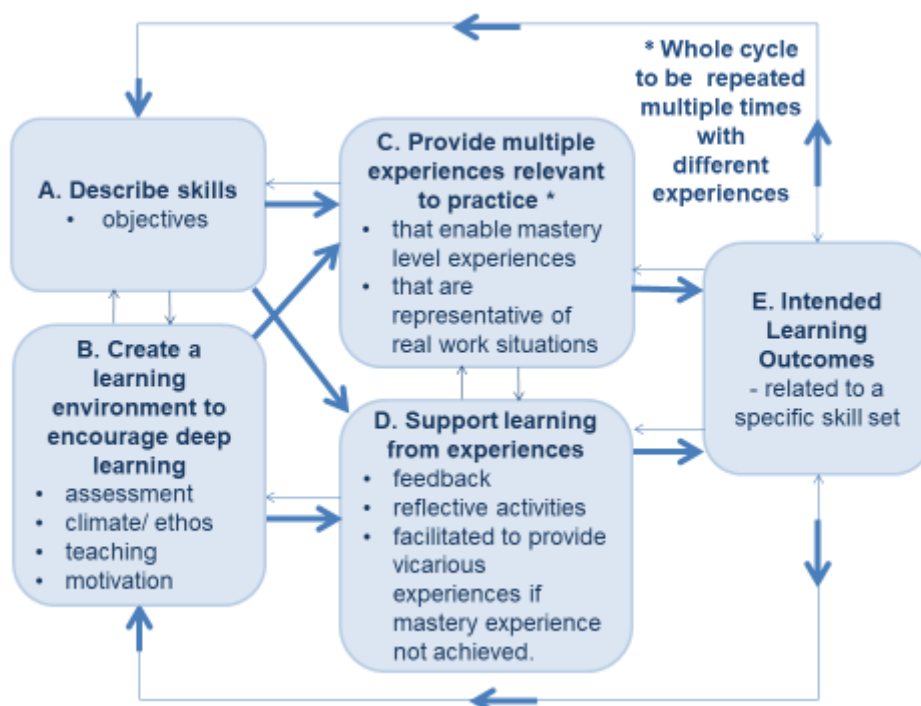 * Whole cycle
to be repeated
multiple times
with
different
experiences
A. Describe skills
• objectives
B. Create a
learning
environment to
encourage deep
learning
• assessment
• climate/ ethos
• teaching
• motivation
C. Provide multiple
experiences relevant
to practice *
• that enable mastery
level experiences
• that are
representative of
real work situations
D. Support learning
from experiences
• feedback
• reflective activities
• facilitated to provide
vicarious
experiences if
mastery experience
not achieved.
E. Intended
Learning
Outcomes
- related to a
specific skill set